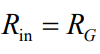 R_in = R_G